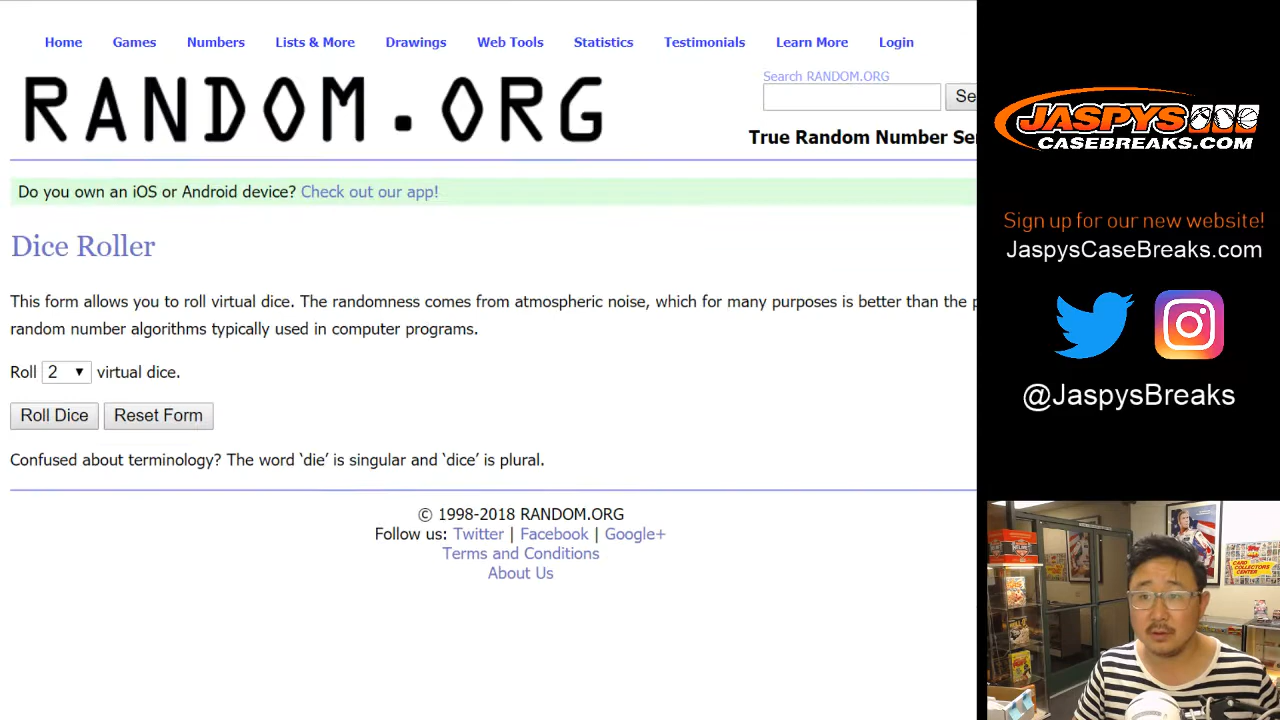 Home Games Numbers Lists & More Drawings Web Tools Statistics Testimonials Learn More Login
RANDOM.ORG
Search RANDOM.ORG
Se
True Random Number Ser
Do you own an iOS or Android device? Check out our app!
Dice Roller
This form allows you to roll virtual dice. The randomness comes from atmospheric noise, which for many purposes is better than the
random number algorithms typically used in computer programs.
Roll 2 virtual dice.
Roll Dice Reset Form
Confused about terminology? The word ‘die’ is singular and ‘dice’ is plural.
© 1998-2018 RANDOM.ORG
Follow us: Twitter | Facebook | Google+
Terms and Conditions
About Us
JASPYS
CASEBREAKS.COM
Sign up for our new website!
JaspysCaseBreaks.com
@JaspysBreaks
CARD
COLLECTORS
CENTER